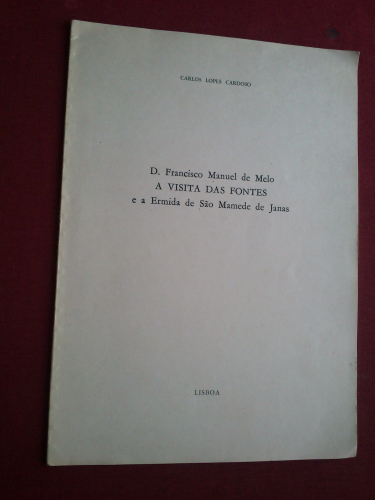 CARLOS LOPES CARDOSO
D. Francisco Manuel de Melo
A VISITA DAS FONTES
e a Ermida de São Mamede de Janas
LISBOA